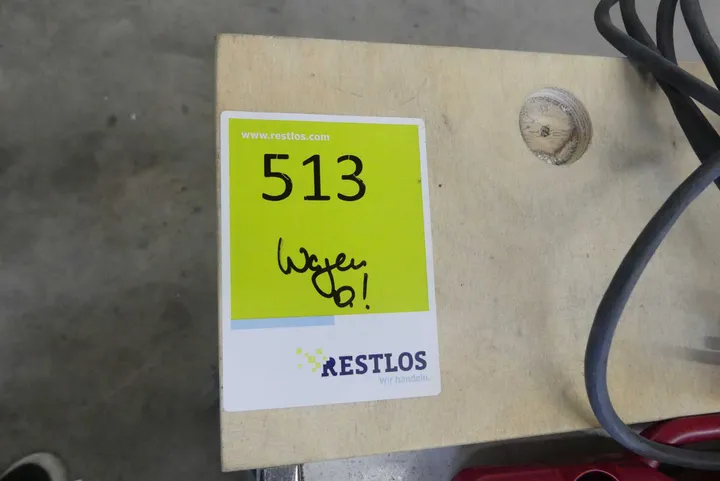 www.restlos.com
513
Wagen
o!
RESTLOS
Wir handeln.